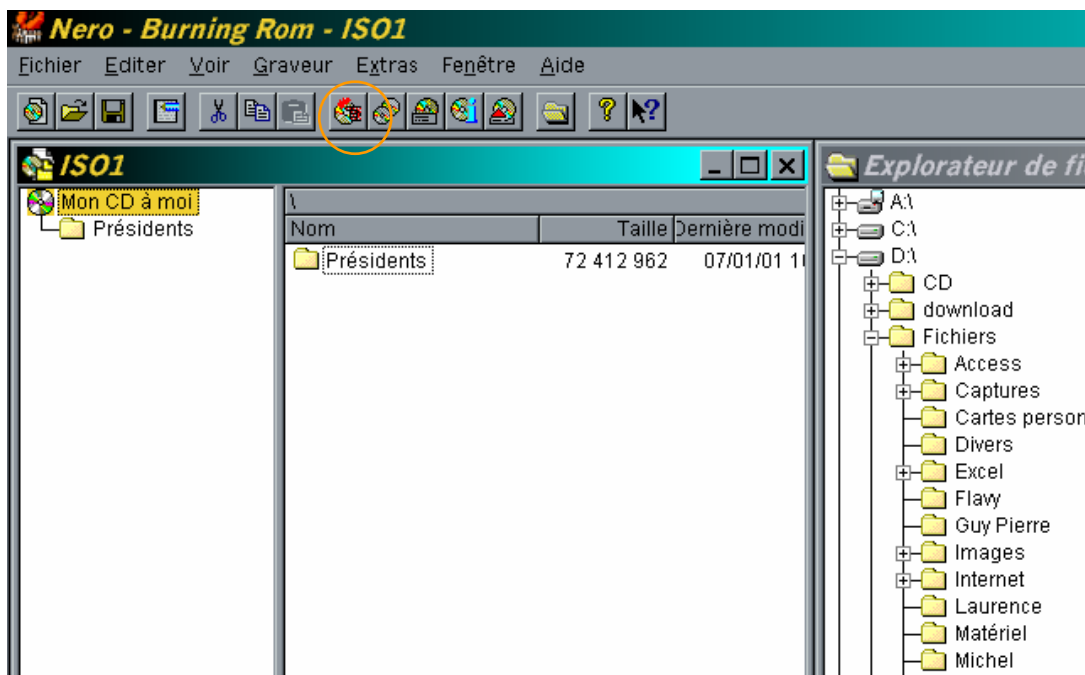 Nero - Burning Rom - ISO1
Fichier Editer Voir Graveur Extras Fenêtre Aide
ISO1
Mon CD à moi
Présidents
\
Nom Taille Dernière modi
Présidents 72 412 962 07/01/01 1
Explorateur de fi
A:\
C:\
D:\
CD
download
Fichiers
Access
Captures
Cartes person
Divers
Excel
Flavy
Guy Pierre
Images
Internet
Laurence
Matériel
Michel